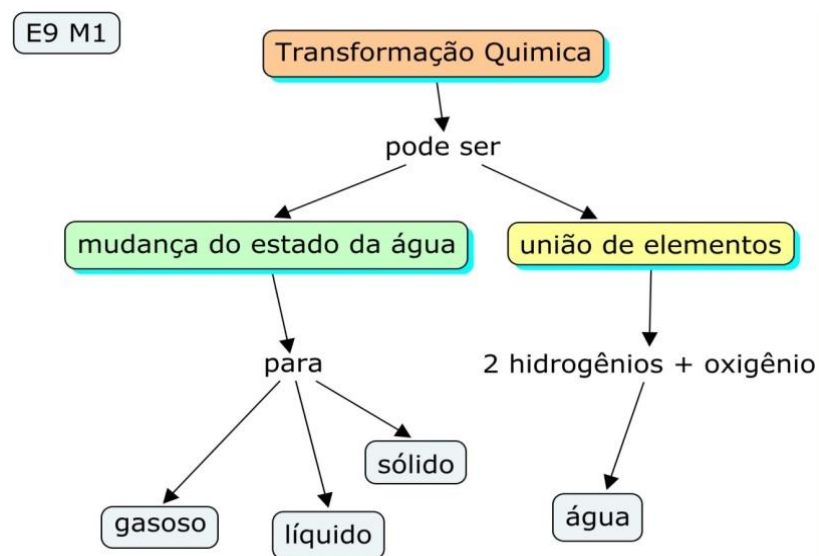 E9 M1
Transformação Quimica
pode ser
mudança do estado da água
união de elementos
para
2 hidrogênios + oxigênio
sólido
gasoso
líquido
água